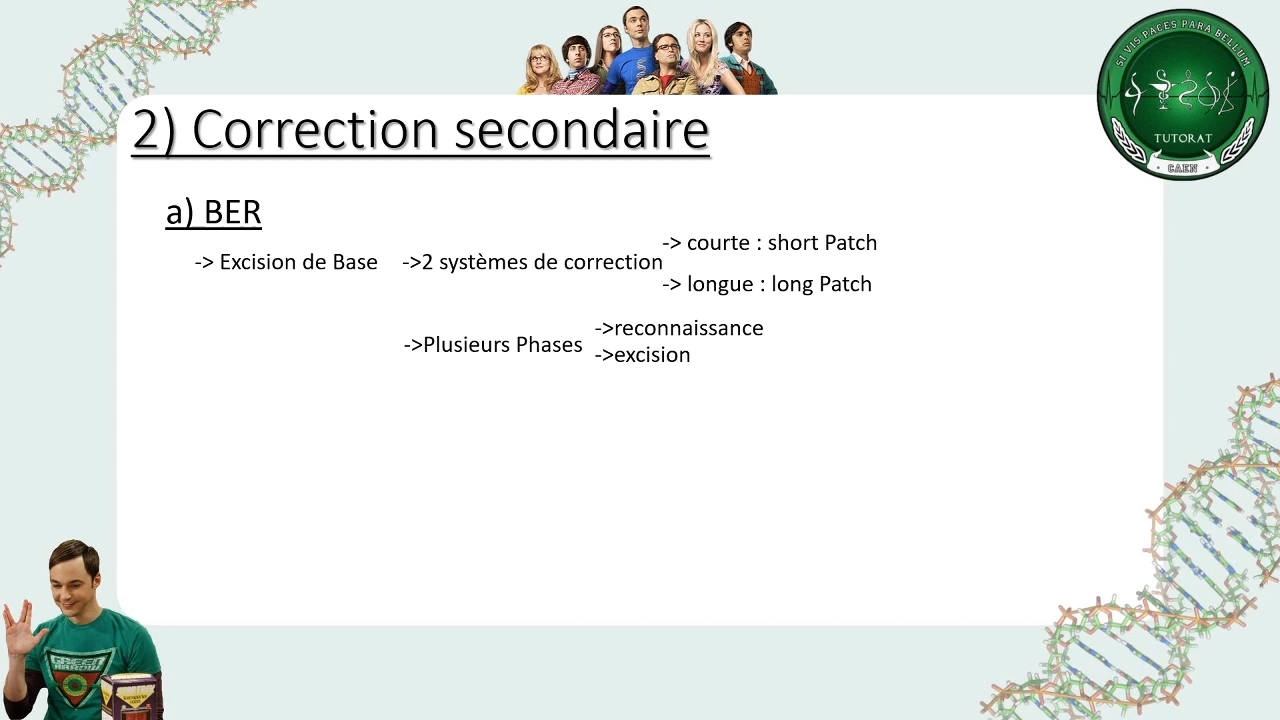 2) Correction secondaire
a) BER
-> Excision de Base ->2 systèmes de correction
-> courte : short Patch
-> longue : long Patch
->Plusieurs Phases
->reconnaissance
->excision
SI VIS PACES PARA BELLUM
TUTORAT
CAEN
GREEN